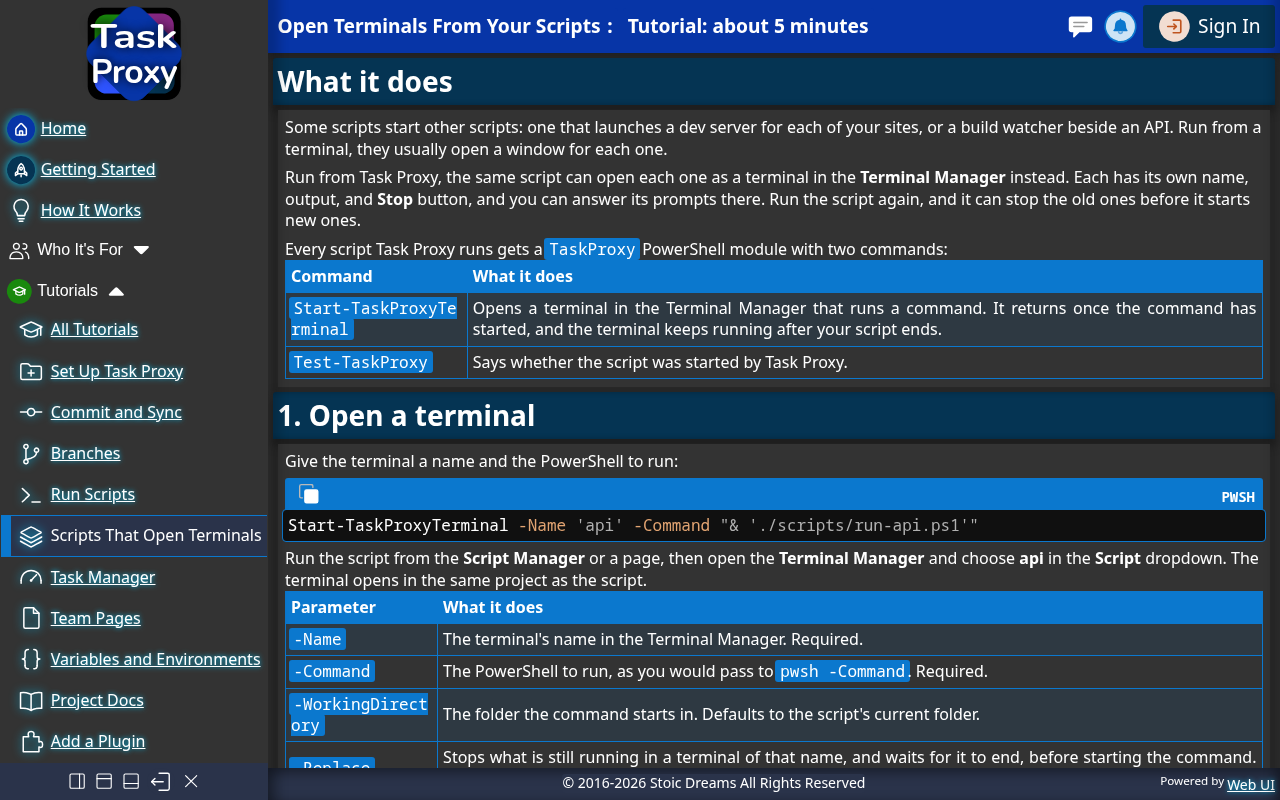 Task
Proxy
Home
Getting Started
How It Works
Who It's For
Tutorials
All Tutorials
Set Up Task Proxy
Commit and Sync
Branches
Run Scripts
Scripts That Open Terminals
Task Manager
Team Pages
Variables and Environments
Project Docs
Add a Plugin
Open Terminals From Your Scripts : Tutorial: about 5 minutes
Sign In
What it does
Some scripts start other scripts: one that launches a dev server for each of your sites, or a build watcher beside an API. Run from a
terminal, they usually open a window for each one.
Run from Task Proxy, the same script can open each one as a terminal in the Terminal Manager instead. Each has its own name,
output, and Stop button, and you can answer its prompts there. Run the script again, and it can stop the old ones before it starts
new ones.
Every script Task Proxy runs gets a TaskProxy PowerShell module with two commands:
Command What it does
Start-TaskProxyTe
rminal
Opens a terminal in the Terminal Manager that runs a command. It returns once the command has
started, and the terminal keeps running after your script ends.
Test-TaskProxy Says whether the script was started by Task Proxy.
1. Open a terminal
Give the terminal a name and the PowerShell to run:
PWSH
Start-TaskProxyTerminal -Name 'api' -Command "& './scripts/run-api.ps1'"
Run the script from the Script Manager or a page, then open the Terminal Manager and choose api in the Script dropdown. The
terminal opens in the same project as the script.
Parameter What it does
-Name The terminal's name in the Terminal Manager. Required.
-Command The PowerShell to run, as you would pass to pwsh -Command. Required.
-WorkingDirect
ory
The folder the command starts in. Defaults to the script's current folder.
-Replace Stops what is still running in a terminal of that name, and waits for it to end, before starting the command.
© 2016-2026 Stoic Dreams All Rights Reserved
Powered by Web UI